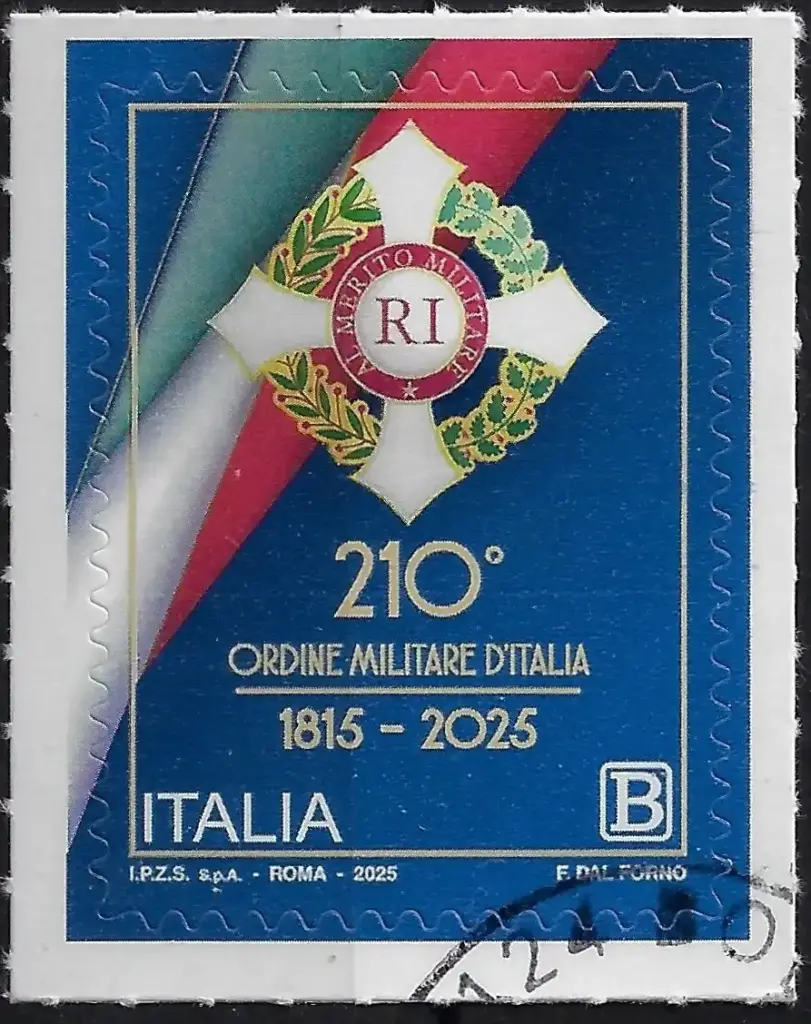 AL MERITO MILITARE
RI
210°
ORDINE MILITARE D'ITALIA
1815 - 2025
ITALIA
B
I.P.Z.S. S.p.A. - ROMA - 2025
F. DAL FORNO